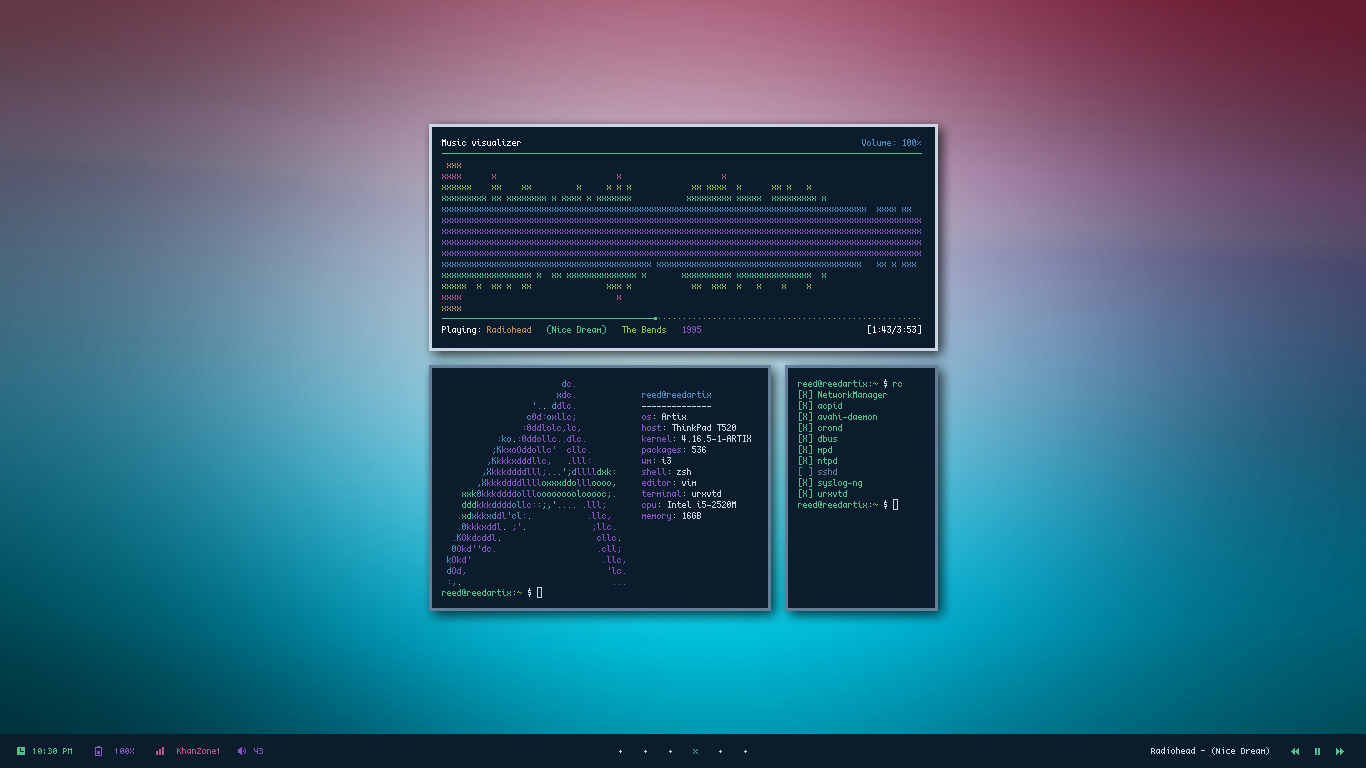 Music visualizer Volume: 100%
Playing: Radiohead (Nice Dream) The Bends 1995 [1:43/3:53]
reed@reedartix
--------------
os: Artix
host: ThinkPad T520
kernel: 4.16.5-1-ARTIX
packages: 536
wm: i3
shell: zsh
editor: vim
terminal: urxvtd
cpu: Intel i5-2520M
memory: 16GB
reed@reedartix:~ $
reed@reedartix:~ $ rc
[X] NetworkManager
[X] acpid
[X] avahi-daemon
[X] crond
[X] dbus
[X] mpd
[X] ntpd
[ ] sshd
[X] syslog-ng
[X] urxvtd
reed@reedartix:~ $
10:30 PM 100% KhanZone1 43 Radiohead - (Nice Dream)